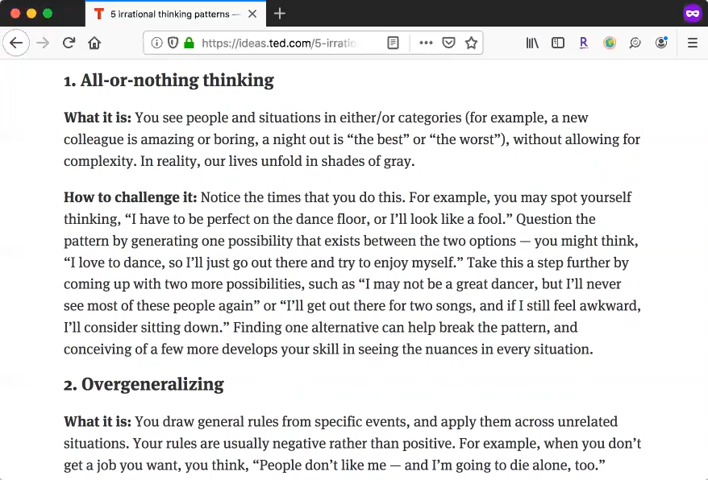 5 irrational thinking patterns —
https://ideas.ted.com/5-irratio
1. All-or-nothing thinking
What it is: You see people and situations in either/or categories (for example, a new
colleague is amazing or boring, a night out is “the best” or “the worst”), without allowing for
complexity. In reality, our lives unfold in shades of gray.
How to challenge it: Notice the times that you do this. For example, you may spot yourself
thinking, “I have to be perfect on the dance floor, or I’ll look like a fool.” Question the
pattern by generating one possibility that exists between the two options — you might think,
“I love to dance, so I’ll just go out there and try to enjoy myself.” Take this a step further by
coming up with two more possibilities, such as “I may not be a great dancer, but I’ll never
see most of these people again” or “I’ll get out there for two songs, and if I still feel awkward,
I’ll consider sitting down.” Finding one alternative can help break the pattern, and
conceiving of a few more develops your skill in seeing the nuances in every situation.
2. Overgeneralizing
What it is: You draw general rules from specific events, and apply them across unrelated
situations. Your rules are usually negative rather than positive. For example, when you don’t
get a job you want, you think, “People don’t like me — and I’m going to die alone, too.”